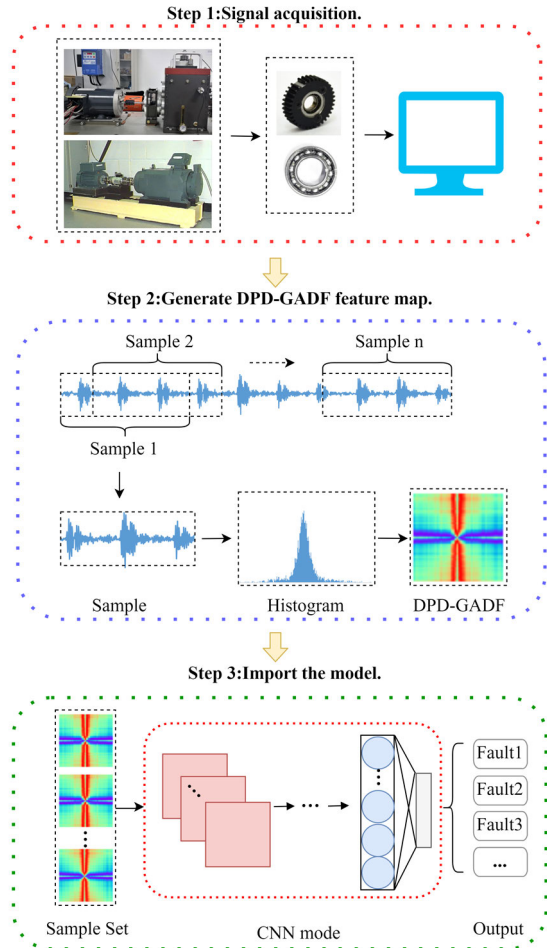 Step 1:Signal acquisition.
Step 2:Generate DPD-GADF feature map.
Sample 2
Sample n
Sample 1
Sample
Histogram
DPD-GADF
Step 3:Import the model.
Fault1
Fault2
Fault3
...
Sample Set
CNN mode
Output